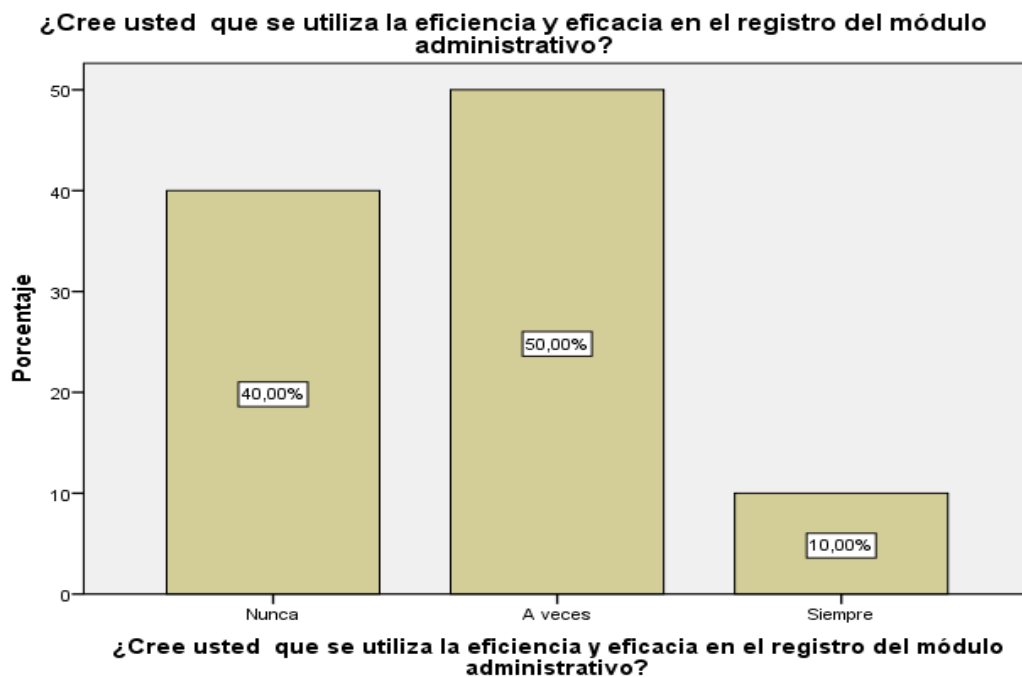 ¿Cree usted que se utiliza la eficiencia y eficacia en el registro del módulo
administrativo?
Porcentaje
50
40
30
20
10
0
40,00%
50,00%
10,00%
Nunca
A veces
Siempre
¿Cree usted que se utiliza la eficiencia y eficacia en el registro del módulo
administrativo?